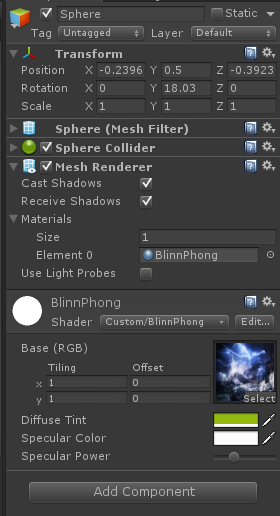 Sphere Static
Tag Untagged Layer Default
Transform
Position X -0.2396 Y 0.5 Z -0.3923
Rotation X 0 Y 18.03 Z 0
Scale X 1 Y 1 Z 1
Sphere (Mesh Filter)
Sphere Collider
Mesh Renderer
Cast Shadows
Receive Shadows
Materials
Size 1
Element 0 BlinnPhong
Use Light Probes
BlinnPhong
Shader Custom/BlinnPhong Edit...
Base (RGB)
Tiling Offset
x 1 0
y 1 0
Select
Diffuse Tint
Specular Color
Specular Power
Add Component